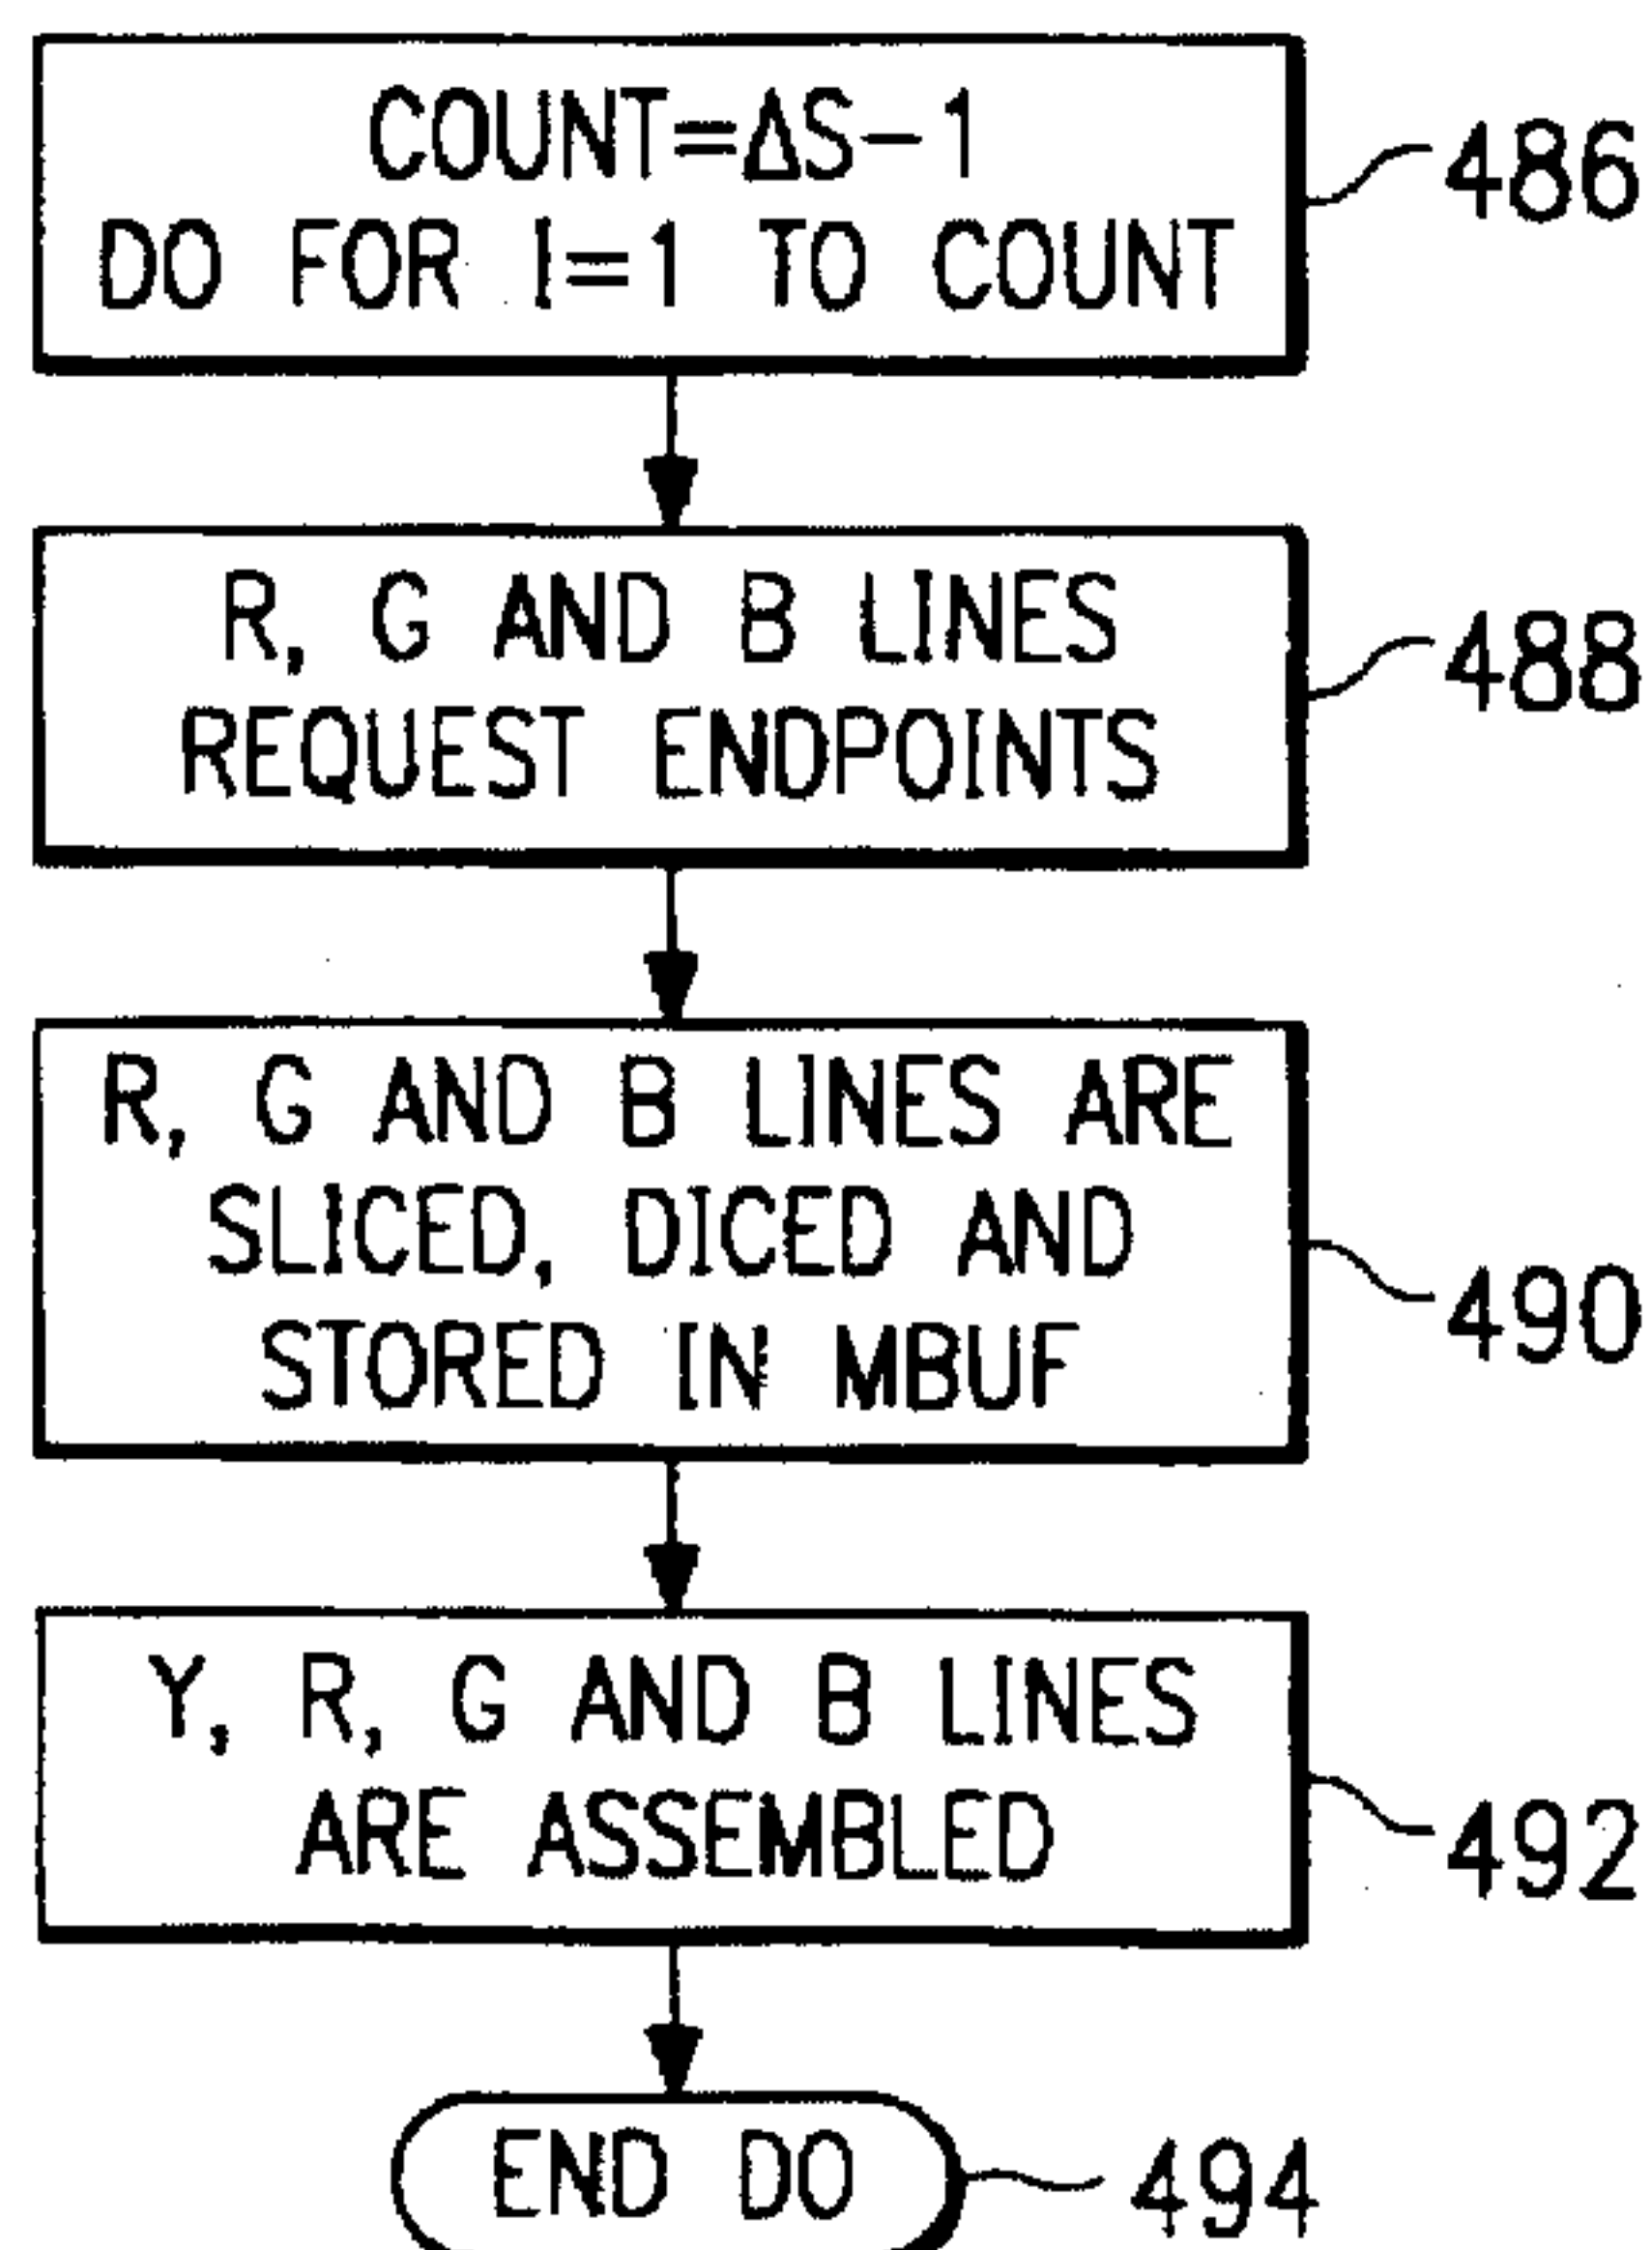 COUNT=ΔS-1
DO FOR I=1 TO COUNT
486
R, G AND B LINES
REQUEST ENDPOINTS
488
R, G AND B LINES ARE
SLICED, DICED AND
STORED IN MBUF
490
Y, R, G AND B LINES
ARE ASSEMBLED
492
END DO
494